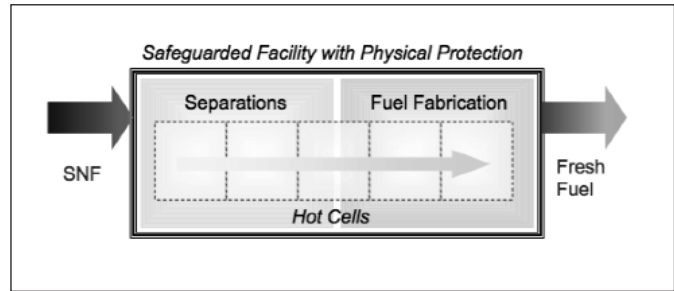 Safeguarded Facility with Physical Protection
Separations
Fuel Fabrication
SNF
Fresh
Fuel
Hot Cells